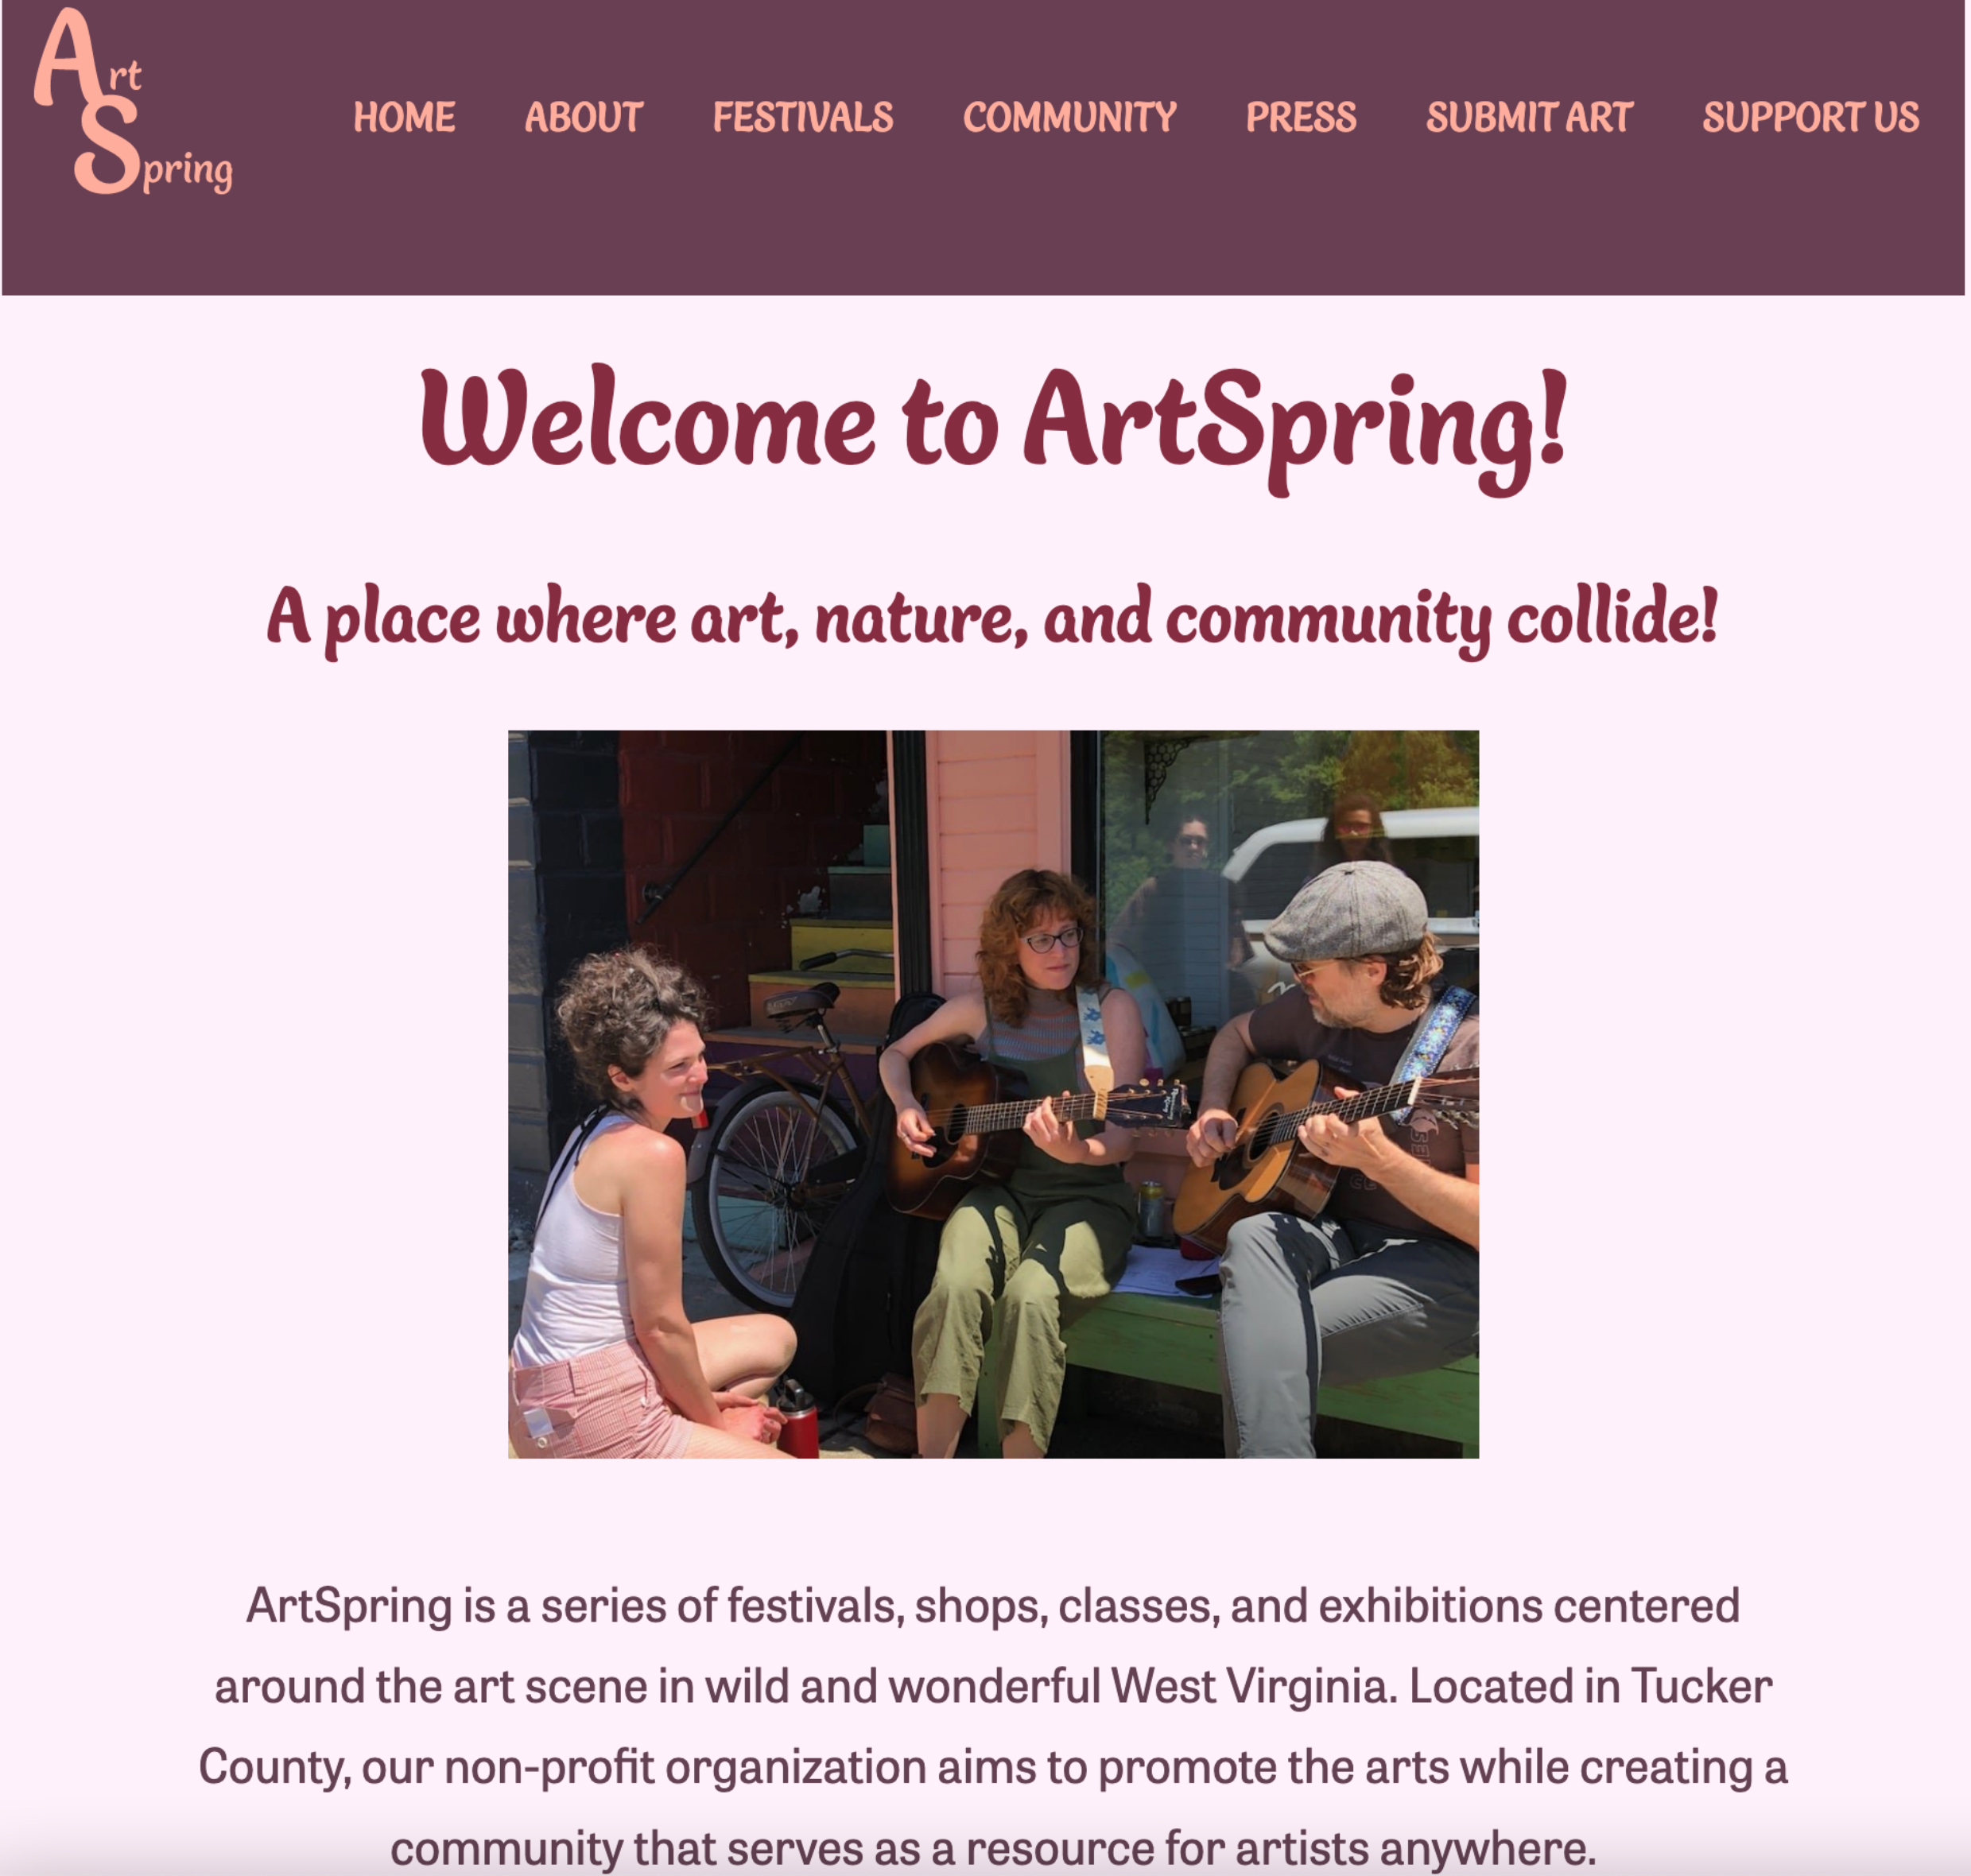 Art
Spring
HOME ABOUT FESTIVALS COMMUNITY PRESS SUBMIT ART SUPPORT US
Welcome to ArtSpring!
A place where art, nature, and community collide!
ArtSpring is a series of festivals, shops, classes, and exhibitions centered
around the art scene in wild and wonderful West Virginia. Located in Tucker
County, our non-profit organization aims to promote the arts while creating a
community that serves as a resource for artists anywhere.